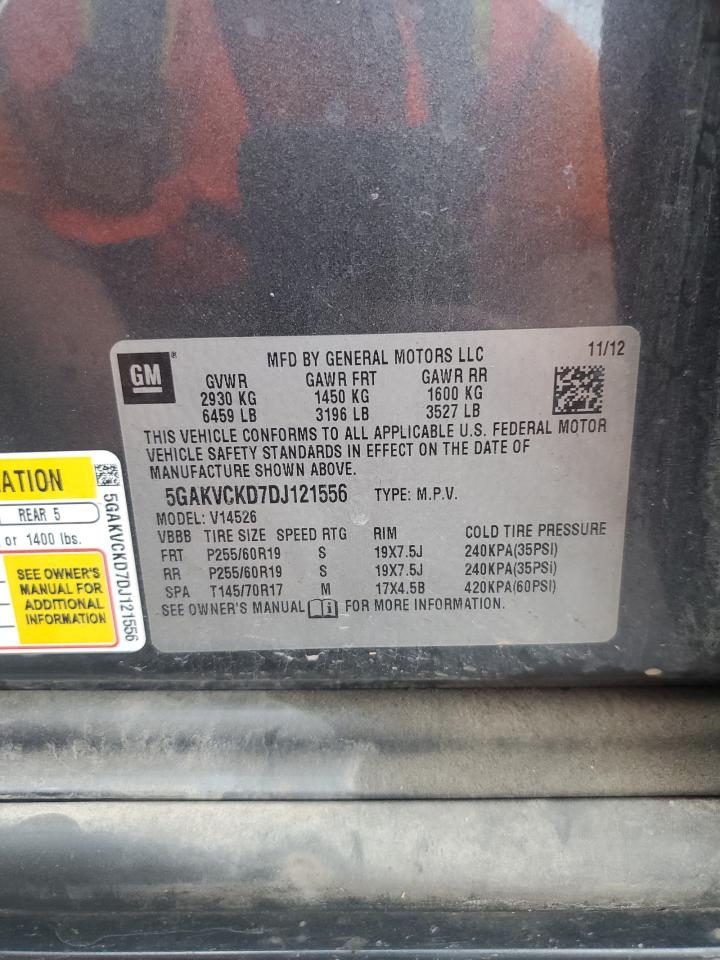 GM ®
MFD BY GENERAL MOTORS LLC 11/12
GVWR GAWR FRT GAWR RR
2930 KG 1450 KG 1600 KG
6459 LB 3196 LB 3527 LB
THIS VEHICLE CONFORMS TO ALL APPLICABLE U.S. FEDERAL MOTOR
VEHICLE SAFETY STANDARDS IN EFFECT ON THE DATE OF
MANUFACTURE SHOWN ABOVE.
5GAKVCKD7DJ121556 TYPE: M.P.V.
MODEL: V14526
VBBB TIRE SIZE SPEED RTG RIM COLD TIRE PRESSURE
FRT P255/60R19 S 19X7.5J 240KPA(35PSI)
RR P255/60R19 S 19X7.5J 240KPA(35PSI)
SPA T145/70R17 M 17X4.5B 420KPA(60PSI)
SEE OWNER'S MANUAL i FOR MORE INFORMATION.
ATION
REAR 5
or 1400 lbs.
SEE OWNER'S
MANUAL FOR
ADDITIONAL
INFORMATION
5GAKVCKD7DJ121556